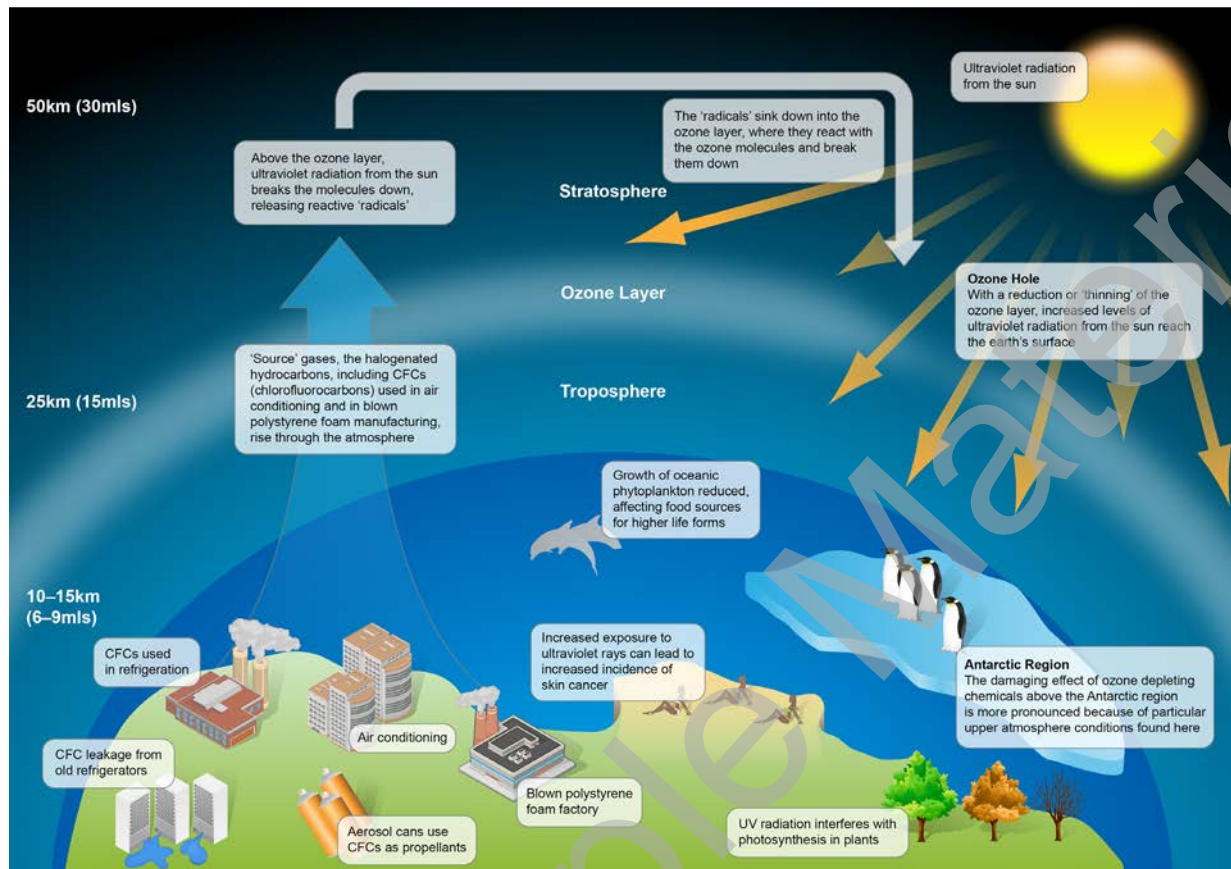 Ultraviolet radiation
from the sun
50km (30mls)
The ‘radicals’ sink down into the
ozone layer, where they react with
the ozone molecules and break
them down
Above the ozone layer,
ultraviolet radiation from the sun
breaks the molecules down,
releasing reactive ‘radicals’
Stratosphere
Ozone Layer
Ozone Hole
With a reduction or ‘thinning’ of the
ozone layer, increased levels of
ultraviolet radiation from the sun reach
the earth’s surface
‘Source’ gases, the halogenated
hydrocarbons, including CFCs
(chlorofluorocarbons) used in air
conditioning and in blown
polystyrene foam manufacturing,
rise through the atmosphere
25km (15mls)
Troposphere
Growth of oceanic
phytoplankton reduced,
affecting food sources
for higher life forms
10–15km
(6–9mls)
CFCs used
in refrigeration
Increased exposure to
ultraviolet rays can lead to
increased incidence of
skin cancer
Antarctic Region
The damaging effect of ozone depleting
chemicals above the Antarctic region
is more pronounced because of particular
upper atmosphere conditions found here
Air conditioning
CFC leakage from
old refrigerators
Blown polystyrene
foam factory
Aerosol cans use
CFCs as propellants
UV radiation interferes with
photosynthesis in plants